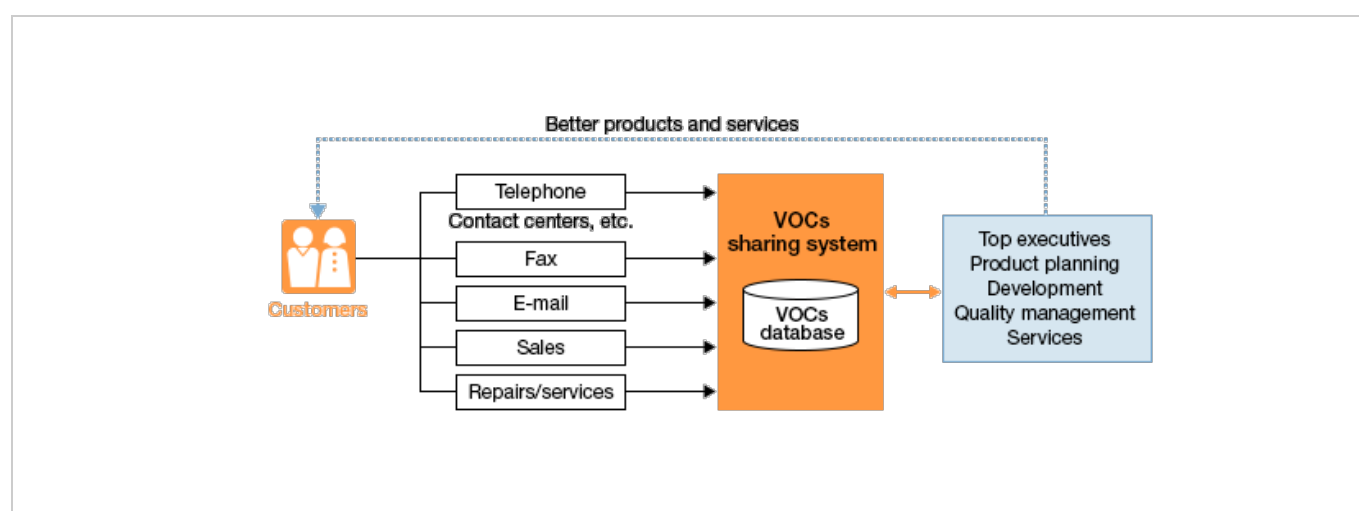 Better products and services
Customers
Telephone
Contact centers, etc.
Fax
E-mail
Sales
Repairs/services
VOCs
sharing system
VOCs
database
Top executives
Product planning
Development
Quality management
Services